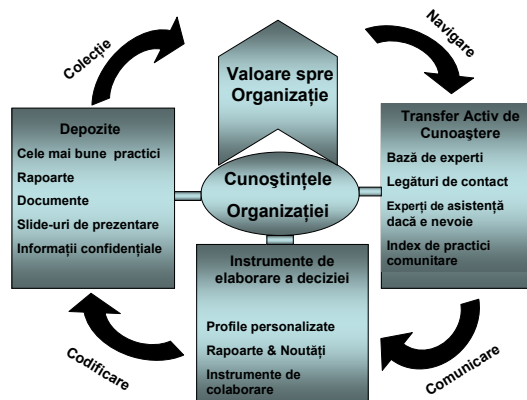 Colecție
Navigare
Valoare spre
Organizație
Depozite
Cele mai bune practici
Rapoarte
Documente
Slide-uri de prezentare
Informații confidențiale
Cunoștințele
Organizației
Transfer Activ de
Cunoaștere
Bază de experti
Legături de contact
Experți de asistență
dacă e nevoie
Index de practici
comunitare
Instrumente de
elaborare a deciziei
Profile personalizate
Rapoarte & Noutăți
Instrumente de
colaborare
Codificare
Comunicare